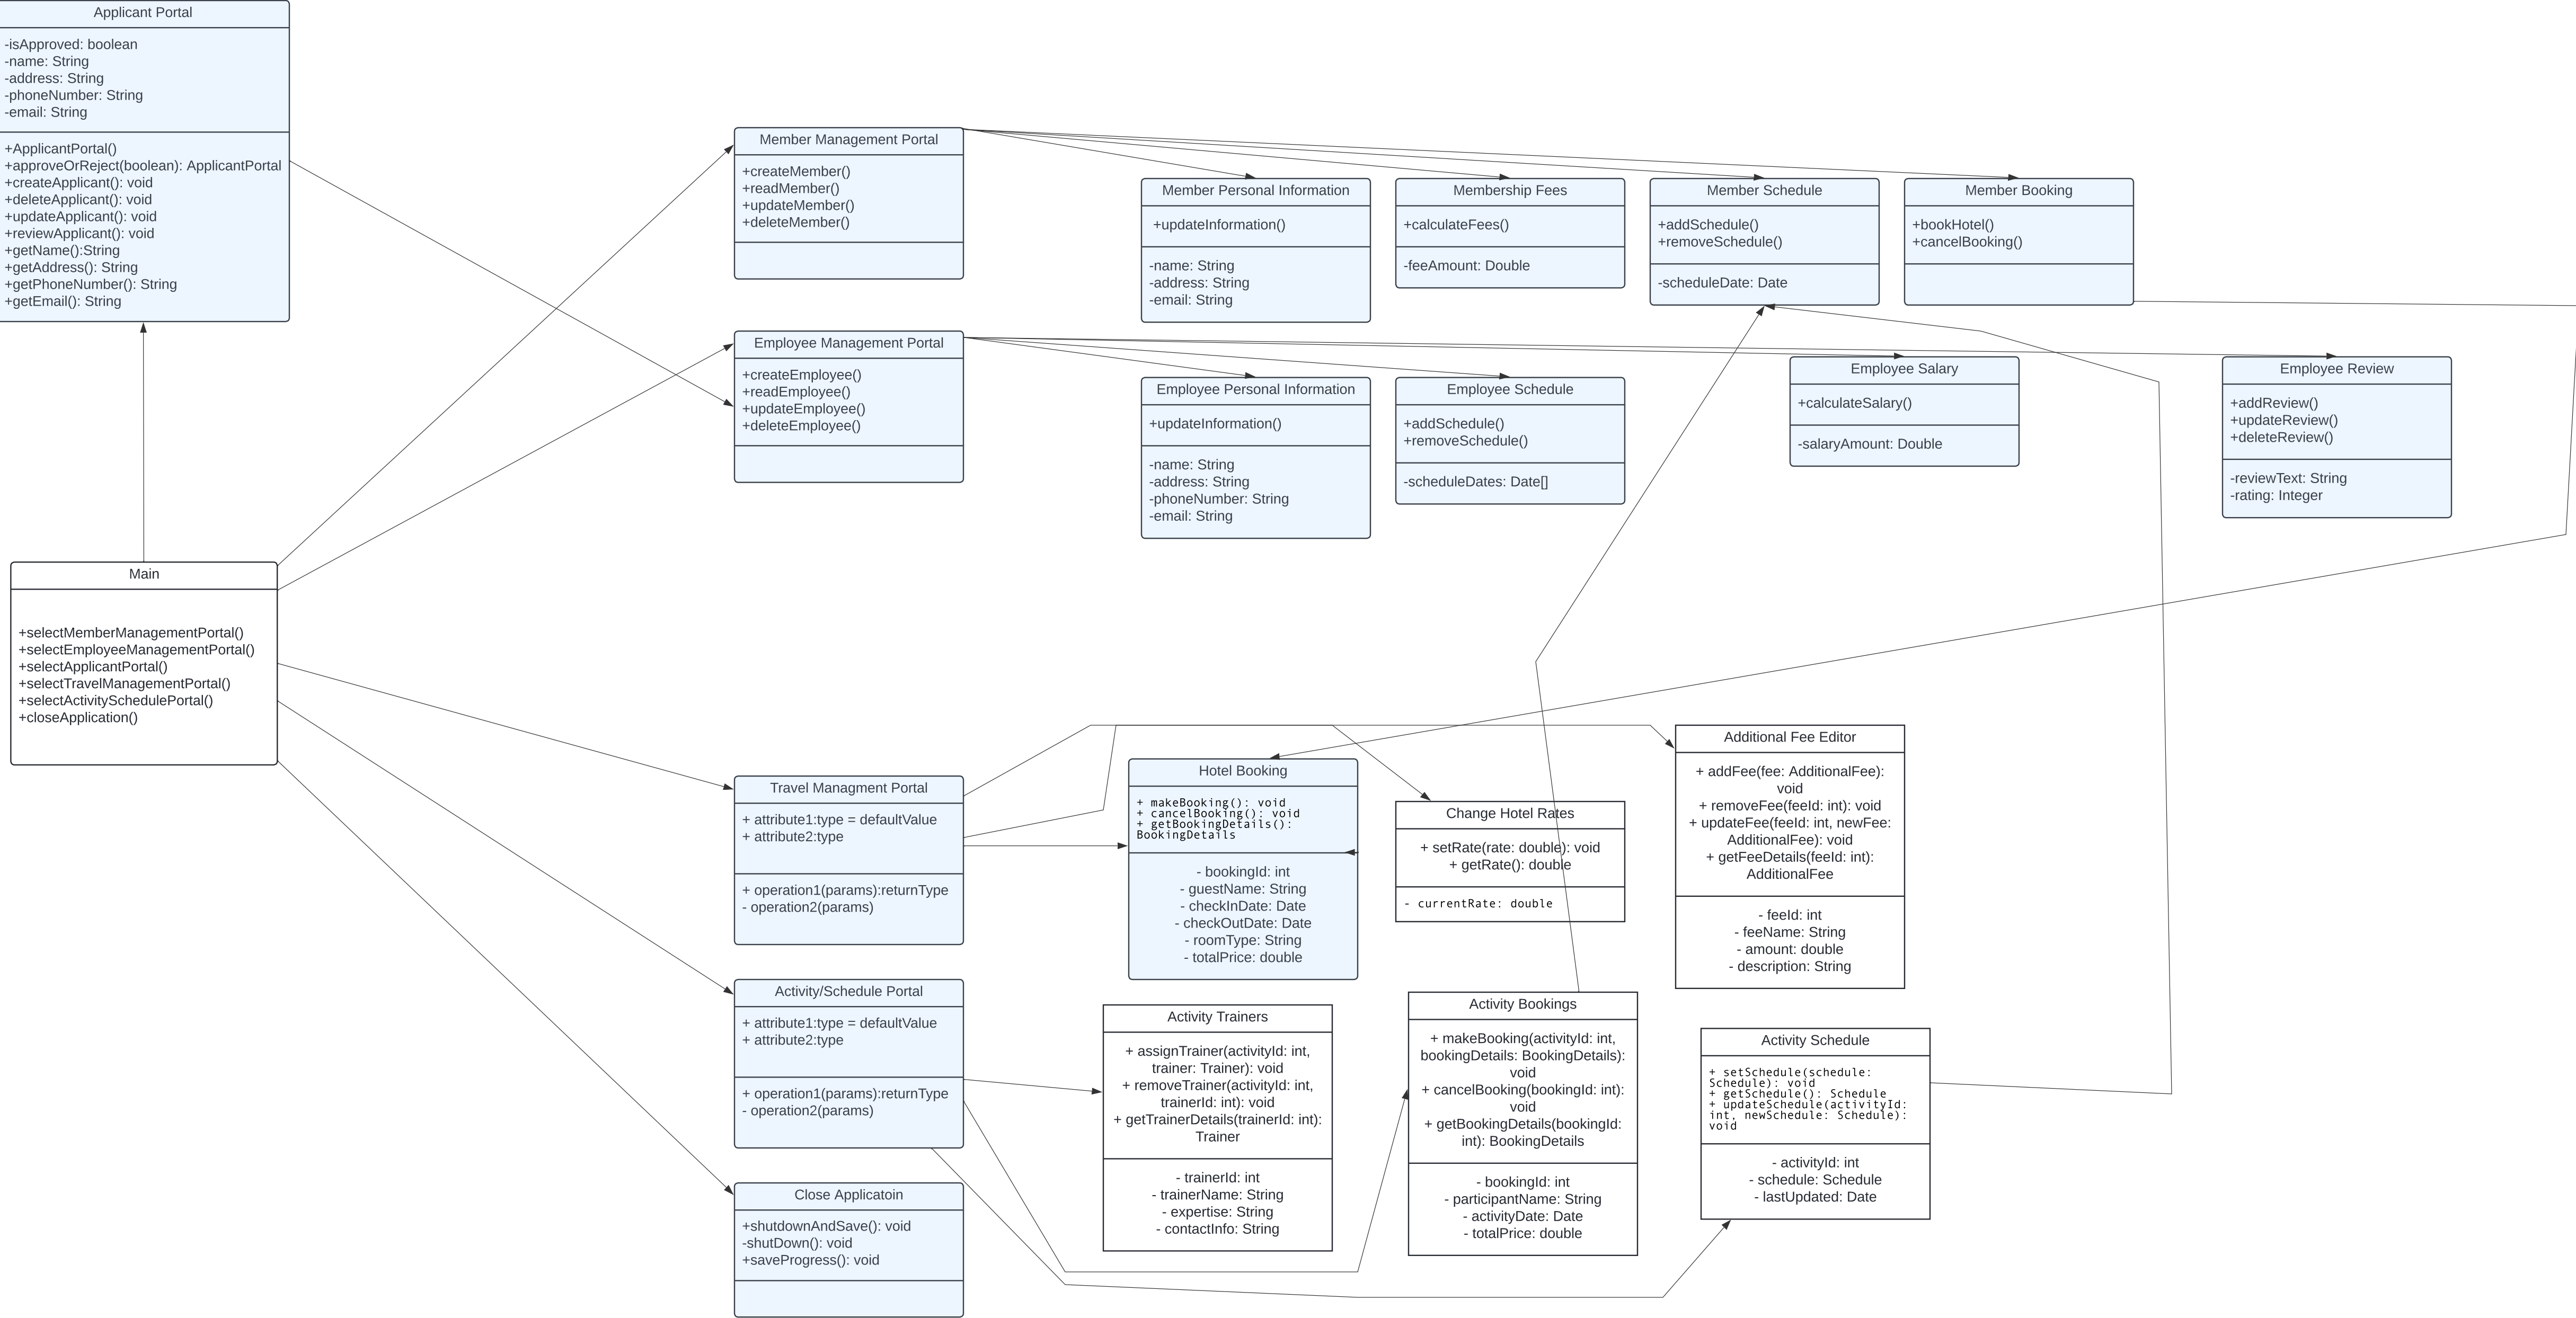 Applicant Portal
-isApproved: boolean
-name: String
-address: String
-phoneNumber: String
-email: String
+ApplicantPortal()
+approveOrReject(boolean): ApplicantPortal
+createApplicant(): void
+deleteApplicant(): void
+updateApplicant(): void
+reviewApplicant(): void
+getName():String
+getAddress(): String
+getPhoneNumber(): String
+getEmail(): String
Main
+selectMemberManagementPortal()
+selectEmployeeManagementPortal()
+selectApplicantPortal()
+selectTravelManagementPortal()
+selectActivitySchedulePortal()
+closeApplication()
Member Management Portal
+createMember()
+readMember()
+updateMember()
+deleteMember()
Member Personal Information
+updateInformation()
-name: String
-address: String
-email: String
Membership Fees
+calculateFees()
-feeAmount: Double
Member Schedule
+addSchedule()
+removeSchedule()
-scheduleDate: Date
Member Booking
+bookHotel()
+cancelBooking()
Employee Management Portal
+createEmployee()
+readEmployee()
+updateEmployee()
+deleteEmployee()
Employee Personal Information
+updateInformation()
-name: String
-address: String
-phoneNumber: String
-email: String
Employee Schedule
+addSchedule()
+removeSchedule()
-scheduleDates: Date[]
Employee Salary
+calculateSalary()
-salaryAmount: Double
Employee Review
+addReview()
+updateReview()
+deleteReview()
-reviewText: String
-rating: Integer
Travel Managment Portal
+ attribute1:type = defaultValue
+ attribute2:type
+ operation1(params):returnType
- operation2(params)
Hotel Booking
+ makeBooking(): void
+ cancelBooking(): void
+ getBookingDetails():
BookingDetails
- bookingId: int
- guestName: String
- checkInDate: Date
- checkOutDate: Date
- roomType: String
- totalPrice: double
Change Hotel Rates
+ setRate(rate: double): void
+ getRate(): double
- currentRate: double
Additional Fee Editor
+ addFee(fee: AdditionalFee):
void
+ removeFee(feeId: int): void
+ updateFee(feeId: int, newFee:
AdditionalFee): void
+ getFeeDetails(feeId: int):
AdditionalFee
- feeId: int
- feeName: String
- amount: double
- description: String
Activity/Schedule Portal
+ attribute1:type = defaultValue
+ attribute2:type
+ operation1(params):returnType
- operation2(params)
Activity Trainers
+ assignTrainer(activityId: int,
trainer: Trainer): void
+ removeTrainer(activityId: int,
trainerId: int): void
+ getTrainerDetails(trainerId: int):
Trainer
- trainerId: int
- trainerName: String
- expertise: String
- contactInfo: String
Activity Bookings
+ makeBooking(activityId: int,
bookingDetails: BookingDetails):
void
+ cancelBooking(bookingId: int):
void
+ getBookingDetails(bookingId:
int): BookingDetails
- bookingId: int
- participantName: String
- activityDate: Date
- totalPrice: double
Activity Schedule
+ setSchedule(schedule:
Schedule): void
+ getSchedule(): Schedule
+ updateSchedule(activityId:
int, newSchedule: Schedule):
void
- activityId: int
- schedule: Schedule
- lastUpdated: Date
Close Applicatoin
+shutdownAndSave(): void
-shutDown(): void
+saveProgress(): void